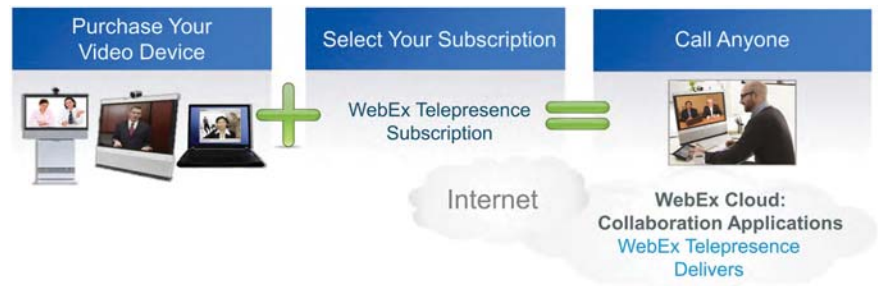 Purchase Your
Video Device
Select Your Subscription
Call Anyone
WebEx Telepresence
Subscription
Internet
WebEx Cloud:
Collaboration Applications
WebEx Telepresence
Delivers